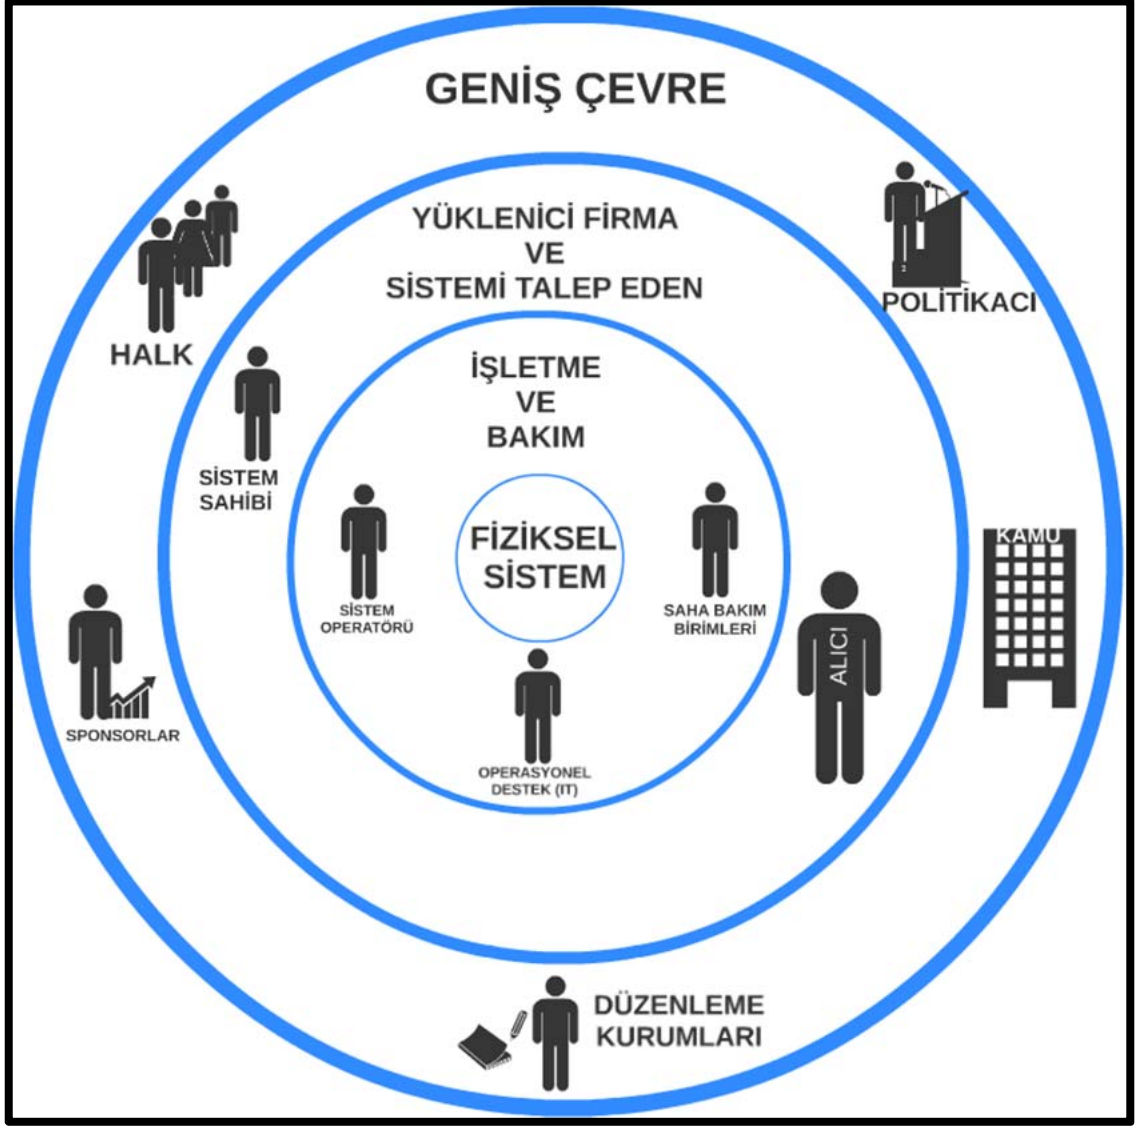 GENİŞ ÇEVRE
YÜKLENİCİ FİRMA
VE
SİSTEMİ TALEP EDEN
2
POLİTİKACI
HALK
İŞLETME
VE
BAKIM
SİSTEM
SAHİBİ
FİZİKSEL
SİSTEM
KAMU
SİSTEM
OPERATÖRÜ
SAHA BAKIM
BİRİMLERİ
ALICI
SPONSORLAR
OPERASYONEL
DESTEK (IT)
DÜZENLEME
KURUMLARI